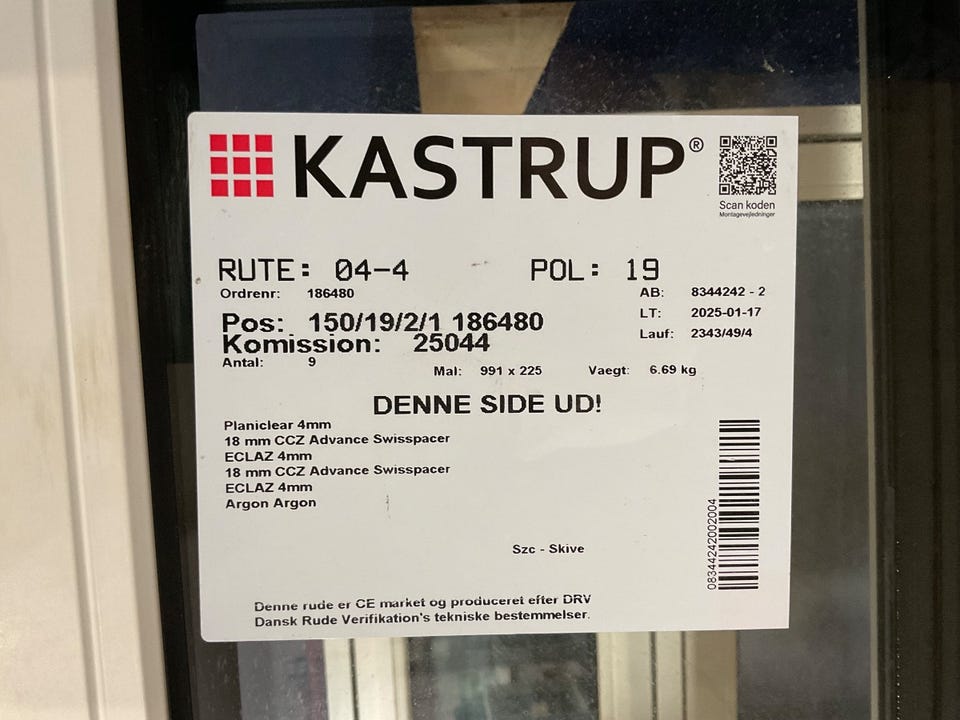 KASTRUP®
Scan koden
Montagevejledninger
RUTE: 04-4 POL: 19
Ordrenr: 186480 AB: 8344242 - 2
Pos: 150/19/2/1 186480 LT: 2025-01-17
Komission: 25044 Lauf: 2343/49/4
Antal: 9
Mal: 991 x 225 Vaegt: 6.69 kg
DENNE SIDE UD!
Planiclear 4mm
18 mm CCZ Advance Swisspacer
ECLAZ 4mm
18 mm CCZ Advance Swisspacer
ECLAZ 4mm
Argon Argon
08344242002004
Szc - Skive
Denne rude er CE market og produceret efter DRV
Dansk Rude Verifikation's tekniske bestemmelser.